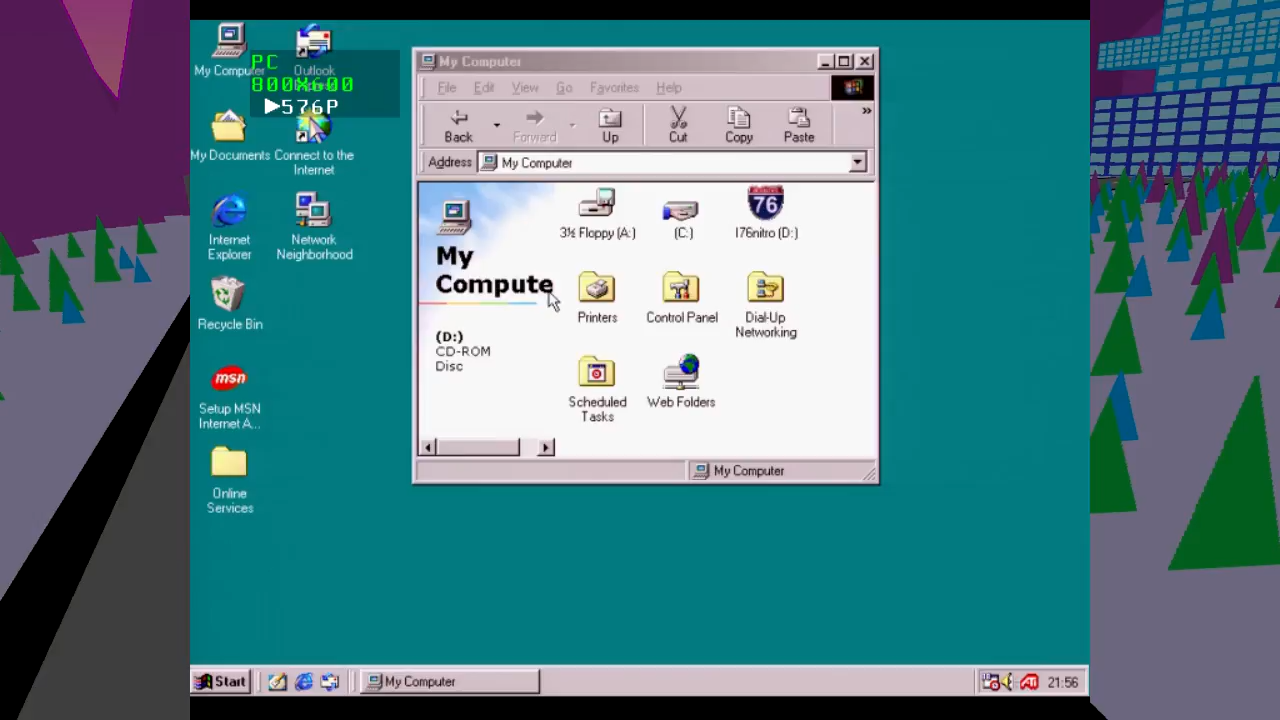 My Computer
Outlook
Express
PC
800X600
▶576P
My Documents
Connect to the
Internet
Internet
Explorer
Network
Neighborhood
Recycle Bin
msn
Setup MSN
Internet A...
Online
Services
My Computer
File Edit View Go Favorites Help
Back Forward Up Cut Copy Paste »
Address My Computer
My
Compute
(D:)
CD-ROM
Disc
3½ Floppy (A:)
(C:)
76
I76nitro (D:)
Printers
Control Panel
Dial-Up
Networking
Scheduled
Tasks
Web Folders
My Computer
Start
My Computer
21:56